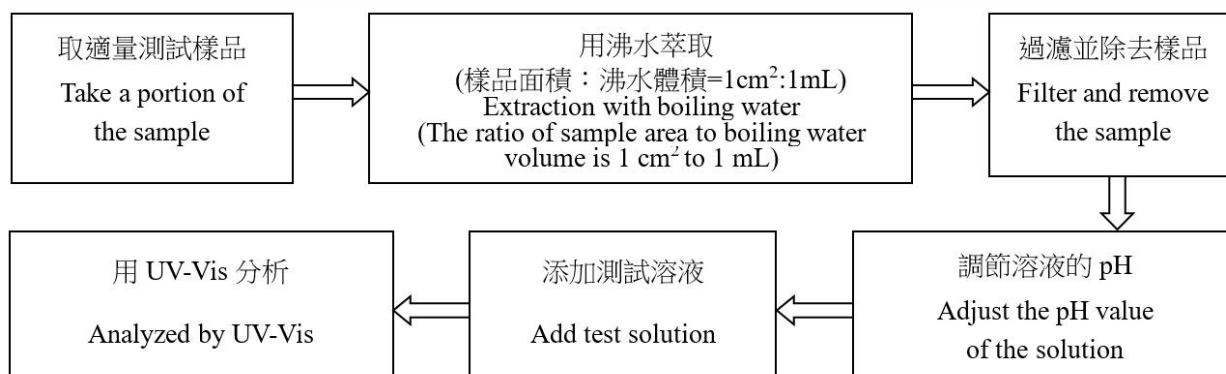 取適量測試樣品
Take a portion of
the sample
用沸水萃取
(樣品面積：沸水體積=1cm²:1mL)
Extraction with boiling water
(The ratio of sample area to boiling water
volume is 1 cm² to 1 mL)
過濾並除去樣品
Filter and remove
the sample
調節溶液的 pH
Adjust the pH value
of the solution
添加測試溶液
Add test solution
用 UV-Vis 分析
Analyzed by UV-Vis